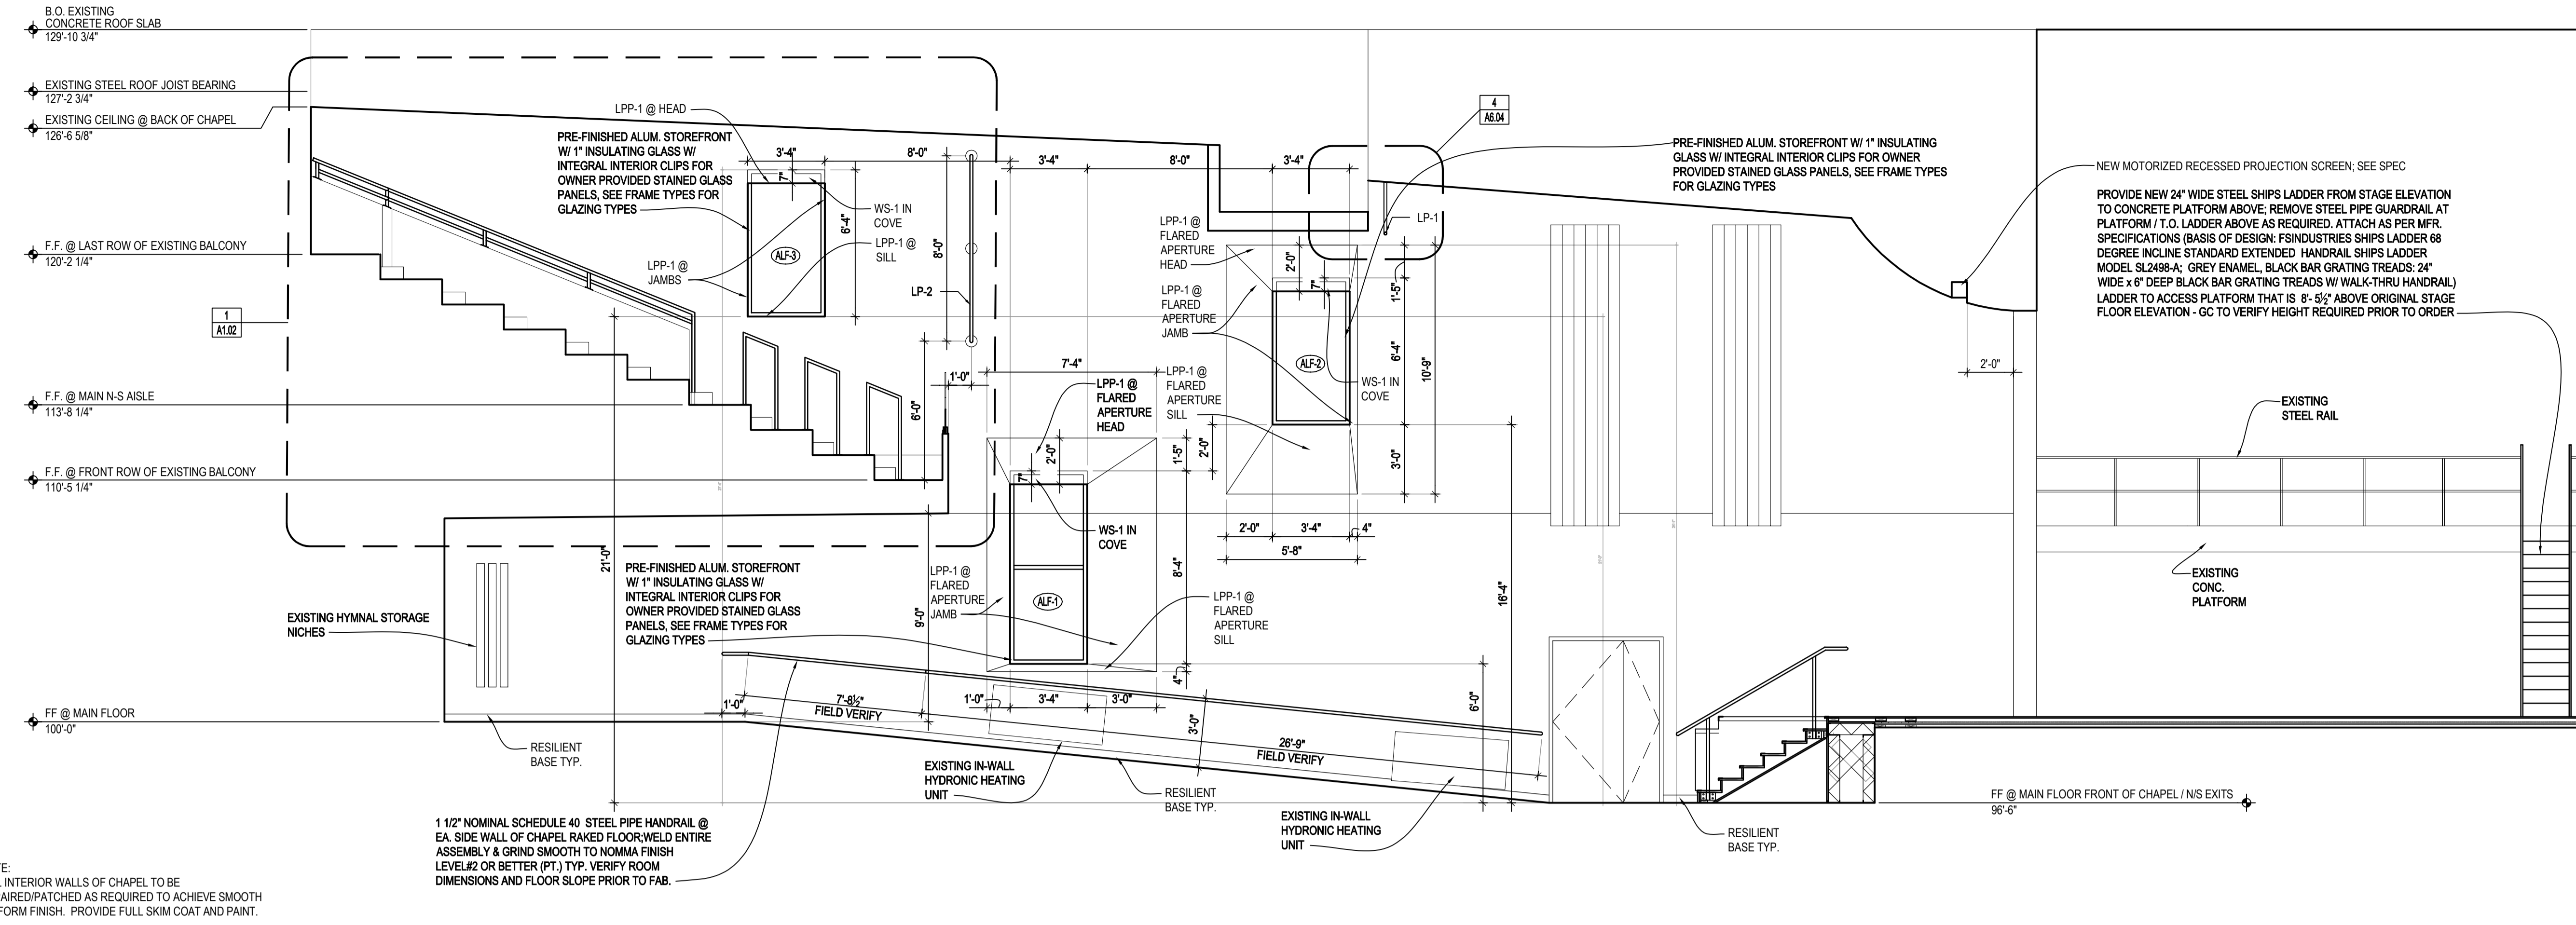 B.O. EXISTING
CONCRETE ROOF SLAB
129'-10 3/4"
EXISTING STEEL ROOF JOIST BEARING
127'-2 3/4"
EXISTING CEILING @ BACK OF CHAPEL
126'-6 5/8"
F.F. @ LAST ROW OF EXISTING BALCONY
120'-2 1/4"
1
A1.02
F.F. @ MAIN N-S AISLE
113'-8 1/4"
F.F. @ FRONT ROW OF EXISTING BALCONY
110'-5 1/4"
EXISTING HYMNAL STORAGE
NICHES
FF @ MAIN FLOOR
100'-0"
RESILIENT
BASE TYP.
LPP-1 @ HEAD
PRE-FINISHED ALUM. STOREFRONT
W/ 1" INSULATING GLASS W/
INTEGRAL INTERIOR CLIPS FOR
OWNER PROVIDED STAINED GLASS
PANELS, SEE FRAME TYPES FOR
GLAZING TYPES
3'-4"
8'-0"
7"
WS-1 IN
COVE
6'-4"
LPP-1 @
SILL
ALF-3
LPP-1 @
JAMBS
8'-0"
LP-2
1'-0"
6'-0"
3'-4"
8'-0"
3'-4"
7'-4"
LPP-1 @
FLARED
APERTURE
HEAD
2'-0"
7"
1'-5"
2'-0"
WS-1 IN
COVE
8'-4"
ALF-1
LPP-1 @
FLARED
APERTURE
JAMB
LPP-1 @
FLARED
APERTURE
SILL
4"
1'-0"
3'-4"
3'-0"
21'-0"
9'-0"
PRE-FINISHED ALUM. STOREFRONT
W/ 1" INSULATING GLASS W/
INTEGRAL INTERIOR CLIPS FOR
OWNER PROVIDED STAINED GLASS
PANELS, SEE FRAME TYPES FOR
GLAZING TYPES
1'-0"
7'-8½"
FIELD VERIFY
3'-0"
26'-9"
FIELD VERIFY
EXISTING IN-WALL
HYDRONIC HEATING
UNIT
RESILIENT
BASE TYP.
EXISTING IN-WALL
HYDRONIC HEATING
UNIT
1 1/2" NOMINAL SCHEDULE 40 STEEL PIPE HANDRAIL @
EA. SIDE WALL OF CHAPEL RAKED FLOOR;WELD ENTIRE
ASSEMBLY & GRIND SMOOTH TO NOMMA FINISH
LEVEL#2 OR BETTER (PT.) TYP. VERIFY ROOM
DIMENSIONS AND FLOOR SLOPE PRIOR TO FAB.
4
A6.04
LP-1
LPP-1 @
FLARED
APERTURE
HEAD
LPP-1 @
FLARED
APERTURE
JAMB
LPP-1 @
FLARED
APERTURE
SILL
2'-0"
7"
1'-5"
6'-4"
10'-9"
3'-0"
ALF-2
WS-1 IN
COVE
2'-0"
3'-4"
4"
5'-8"
16'-4"
6'-0"
PRE-FINISHED ALUM. STOREFRONT W/ 1" INSULATING
GLASS W/ INTEGRAL INTERIOR CLIPS FOR OWNER
PROVIDED STAINED GLASS PANELS, SEE FRAME TYPES
FOR GLAZING TYPES
NEW MOTORIZED RECESSED PROJECTION SCREEN; SEE SPEC
PROVIDE NEW 24" WIDE STEEL SHIPS LADDER FROM STAGE ELEVATION
TO CONCRETE PLATFORM ABOVE; REMOVE STEEL PIPE GUARDRAIL AT
PLATFORM / T.O. LADDER ABOVE AS REQUIRED. ATTACH AS PER MFR.
SPECIFICATIONS (BASIS OF DESIGN: FSINDUSTRIES SHIPS LADDER 68
DEGREE INCLINE STANDARD EXTENDED HANDRAIL SHIPS LADDER
MODEL SL2498-A; GREY ENAMEL, BLACK BAR GRATING TREADS: 24"
WIDE x 6" DEEP BLACK BAR GRATING TREADS W/ WALK-THRU HANDRAIL)
LADDER TO ACCESS PLATFORM THAT IS 8'- 5½" ABOVE ORIGINAL STAGE
FLOOR ELEVATION - GC TO VERIFY HEIGHT REQUIRED PRIOR TO ORDER
2'-0"
EXISTING
STEEL RAIL
EXISTING
CONC.
PLATFORM
RESILIENT
BASE TYP.
FF @ MAIN FLOOR FRONT OF CHAPEL / N/S EXITS
96'-6"
INTERIOR WALLS OF CHAPEL TO BE
AIRED/PATCHED AS REQUIRED TO ACHIEVE SMOOTH
FORM FINISH. PROVIDE FULL SKIM COAT AND PAINT.